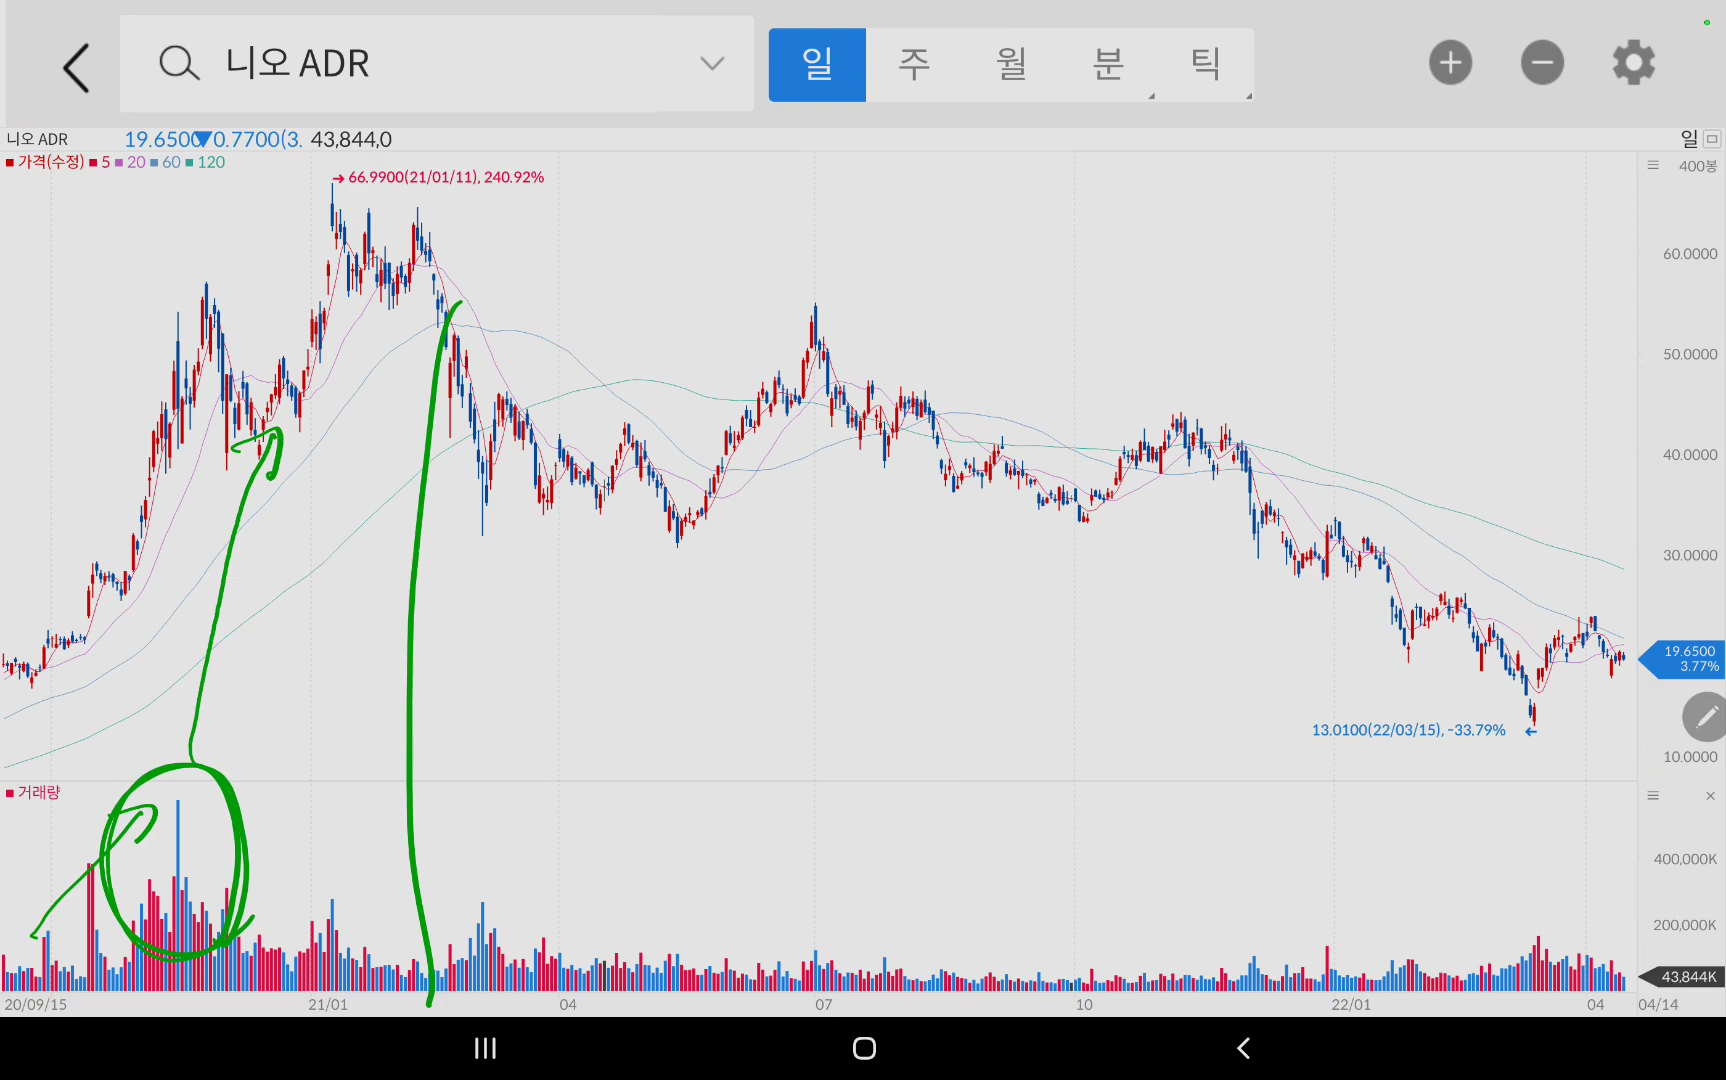 니오 ADR
일 주 월 분 틱
니오 ADR 19.6500▼0.7700(3. 43,844,0 일
■ 가격(수정) ■ 5 ■ 20 ■ 60 ■ 120
400봉
→ 66.9900(21/01/11), 240.92%
60.0000
50.0000
40.0000
30.0000
19.6500
3.77%
13.0100(22/03/15), -33.79% ←
10.0000
■ 거래량
400,000K
200,000K
43,844K
20/09/15 21/01 04 07 10 22/01 04 04/14